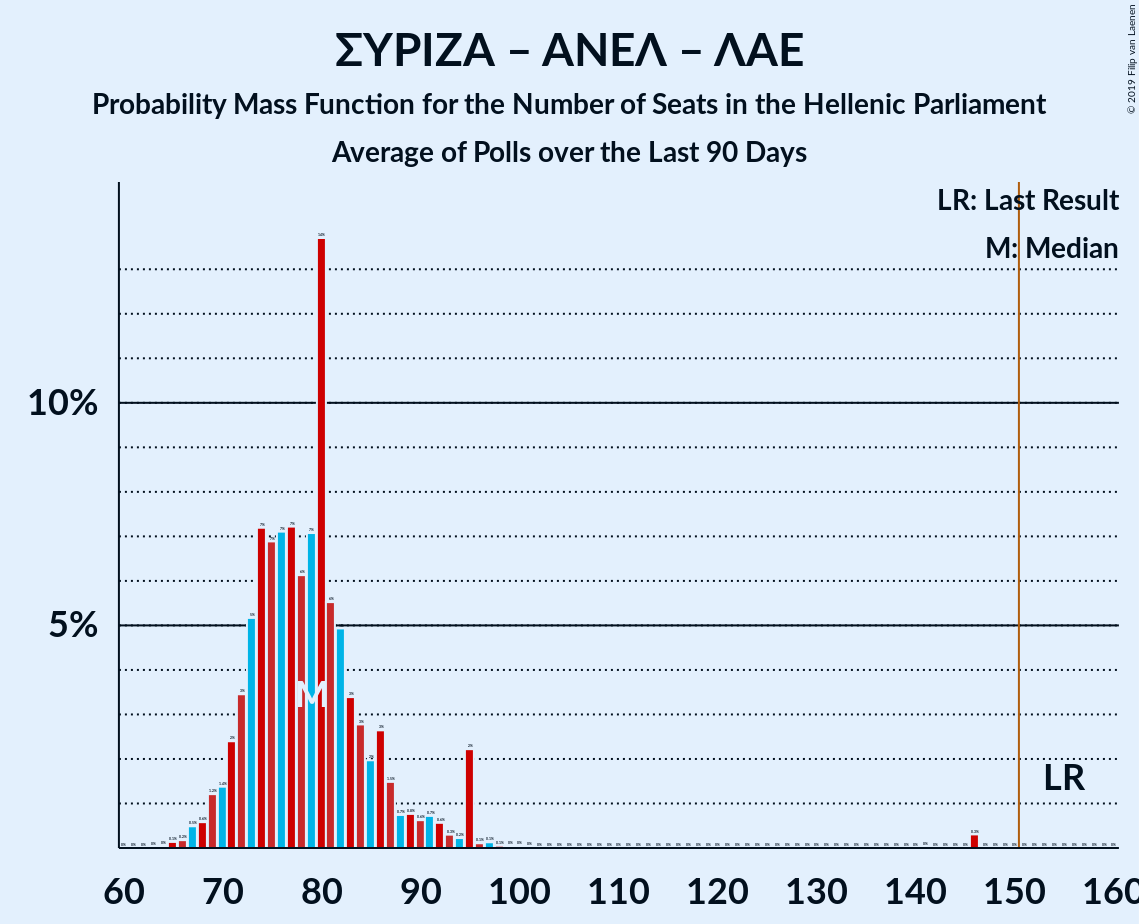 ΣΥΡΙΖΑ – ΑΝΕΛ – ΛΑΕ
Probability Mass Function for the Number of Seats in the Hellenic Parliament
Average of Polls over the Last 90 Days
© 2019 Filip van Laenen
LR: Last Result
M: Median
10%
5%
M
LR
60 70 80 90 100 110 120 130 140 150 160